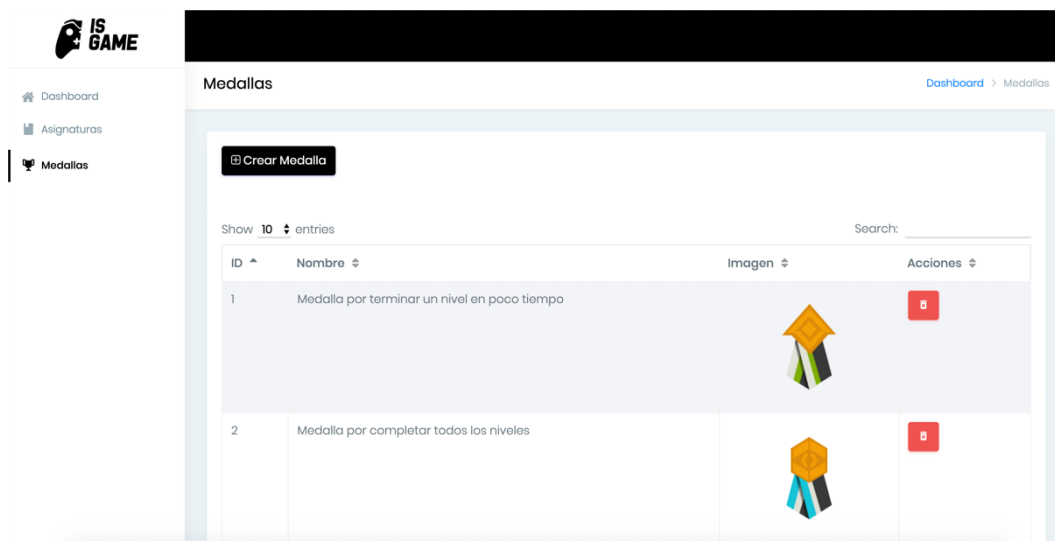 IS
GAME
Dashboard
Asignaturas
Medallas
Medallas
Dashboard > Medallas
Crear Medalla
Show 10 entries
Search:
ID Nombre Imagen Acciones
1 Medalla por terminar un nivel en poco tiempo
2 Medalla por completar todos los niveles